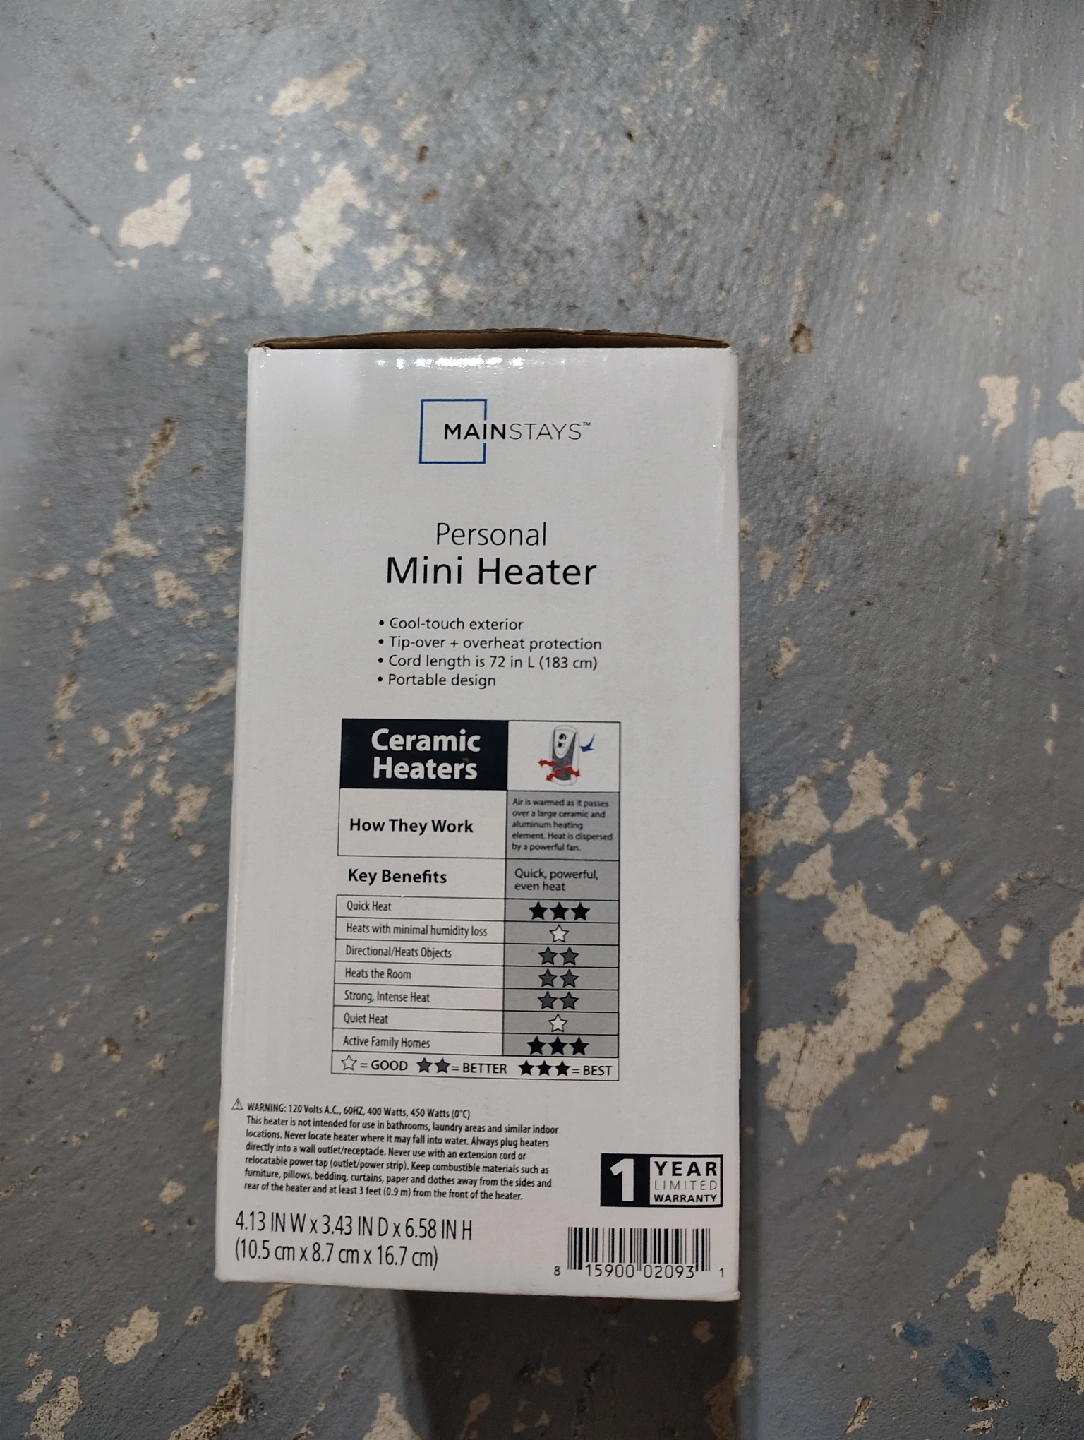 MAINSTAYS™
Personal
Mini Heater
• Cool-touch exterior
• Tip-over + overheat protection
• Cord length is 72 in L (183 cm)
• Portable design
Ceramic
Heaters
How They Work
Air is warmed as it passes
over a large ceramic and
aluminum heating
element. Heat is dispersed
by a powerful fan.
Key Benefits
Quick, powerful,
even heat
Quick Heat ★★★
Heats with minimal humidity loss ☆
Directional/Heats Objects ★★
Heats the Room ★★
Strong, Intense Heat ★★
Quiet Heat ☆
Active Family Homes ★★★
☆ = GOOD ★★ = BETTER ★★★ = BEST
⚠ WARNING: 120 Volts A.C., 60HZ, 400 Watts, 450 Watts (0°C)
This heater is not intended for use in bathrooms, laundry areas and similar indoor
locations. Never locate heater where it may fall into water. Always plug heaters
directly into a wall outlet/receptacle. Never use with an extension cord or
relocatable power tap (outlet/power strip). Keep combustible materials such as
furniture, pillows, bedding, curtains, paper and clothes away from the sides and
rear of the heater and at least 3 feet (0.9 m) from the front of the heater.
1 YEAR
LIMITED
WARRANTY
4.13 IN W x 3.43 IN D x 6.58 IN H
(10.5 cm x 8.7 cm x 16.7 cm)
8 15900 02093 1